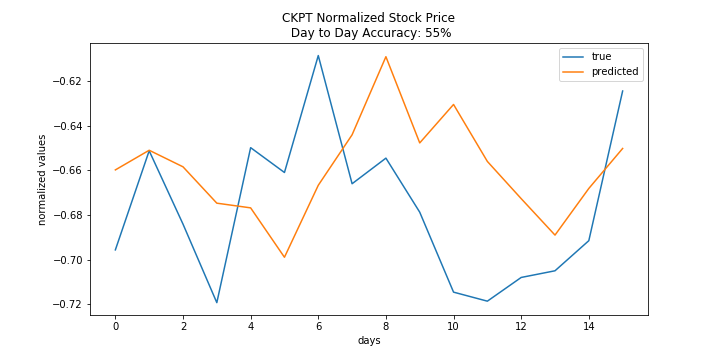 CKPT Normalized Stock Price
Day to Day Accuracy: 55%
true
predicted
normalized values
−0.62
−0.64
−0.66
−0.68
−0.70
−0.72
0
2
4
6
8
10
12
14
days